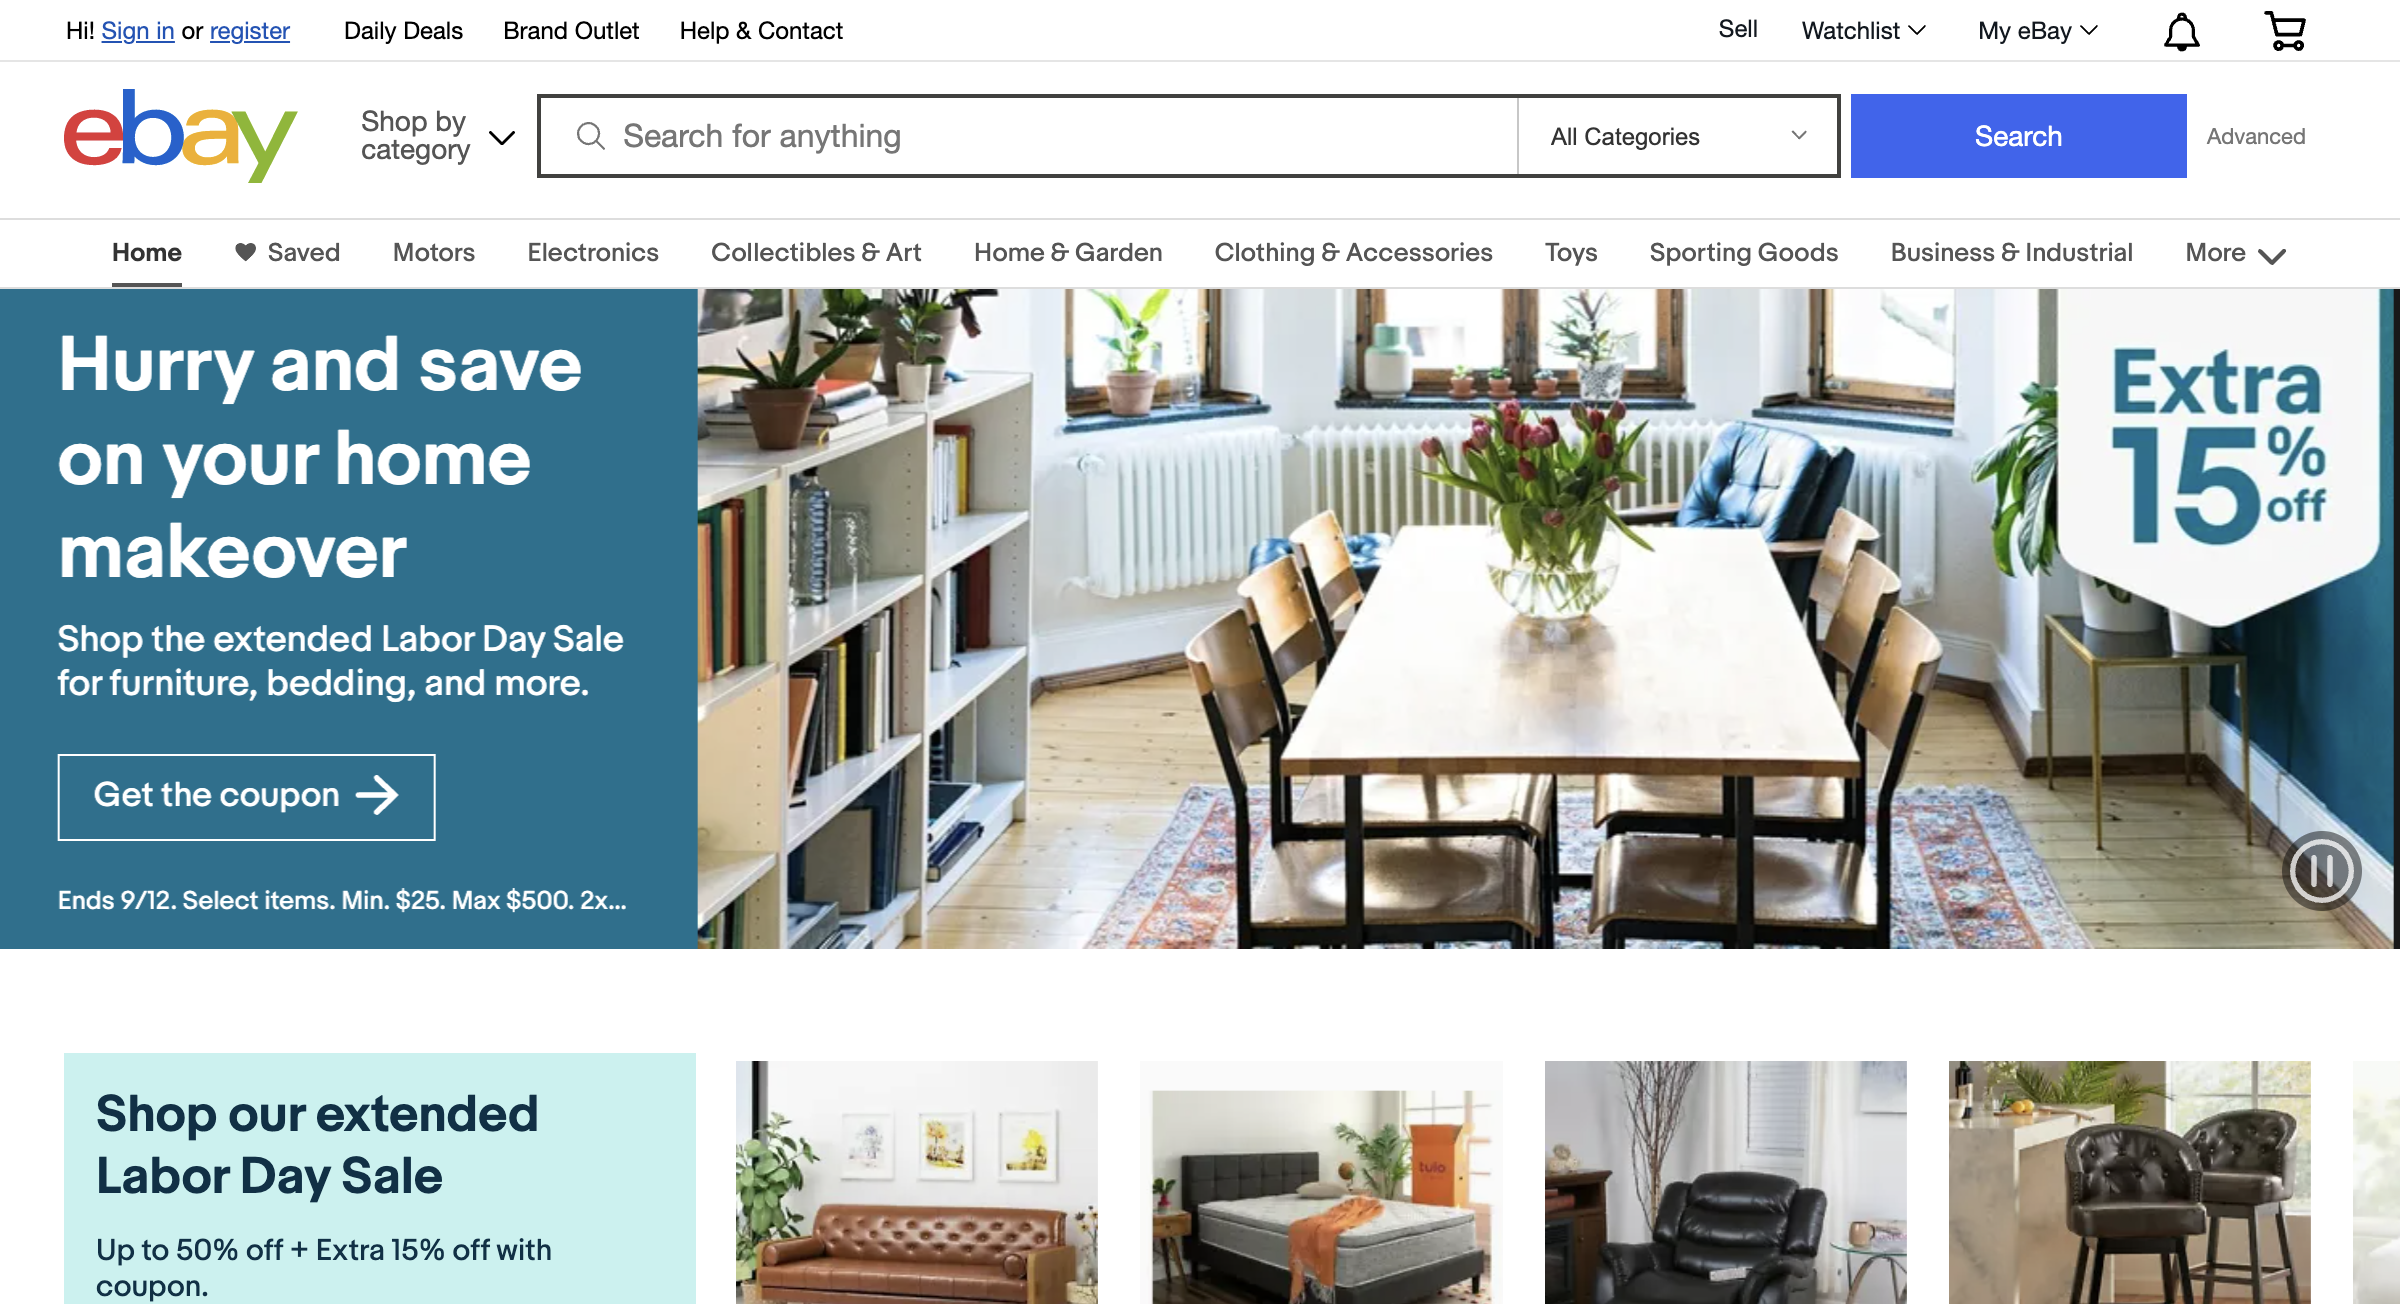 Hi! Sign in or register
Daily Deals
Brand Outlet
Help & Contact
Sell
Watchlist
My eBay
ebay
Shop by
category
Search for anything
All Categories
Search
Advanced
Home
Saved
Motors
Electronics
Collectibles & Art
Home & Garden
Clothing & Accessories
Toys
Sporting Goods
Business & Industrial
More
Hurry and save
on your home
makeover
Shop the extended Labor Day Sale
for furniture, bedding, and more.
Get the coupon
Ends 9/12. Select items. Min. $25. Max $500. 2x...
Extra
15%
off
Shop our extended
Labor Day Sale
Up to 50% off + Extra 15% off with
coupon.
tulo